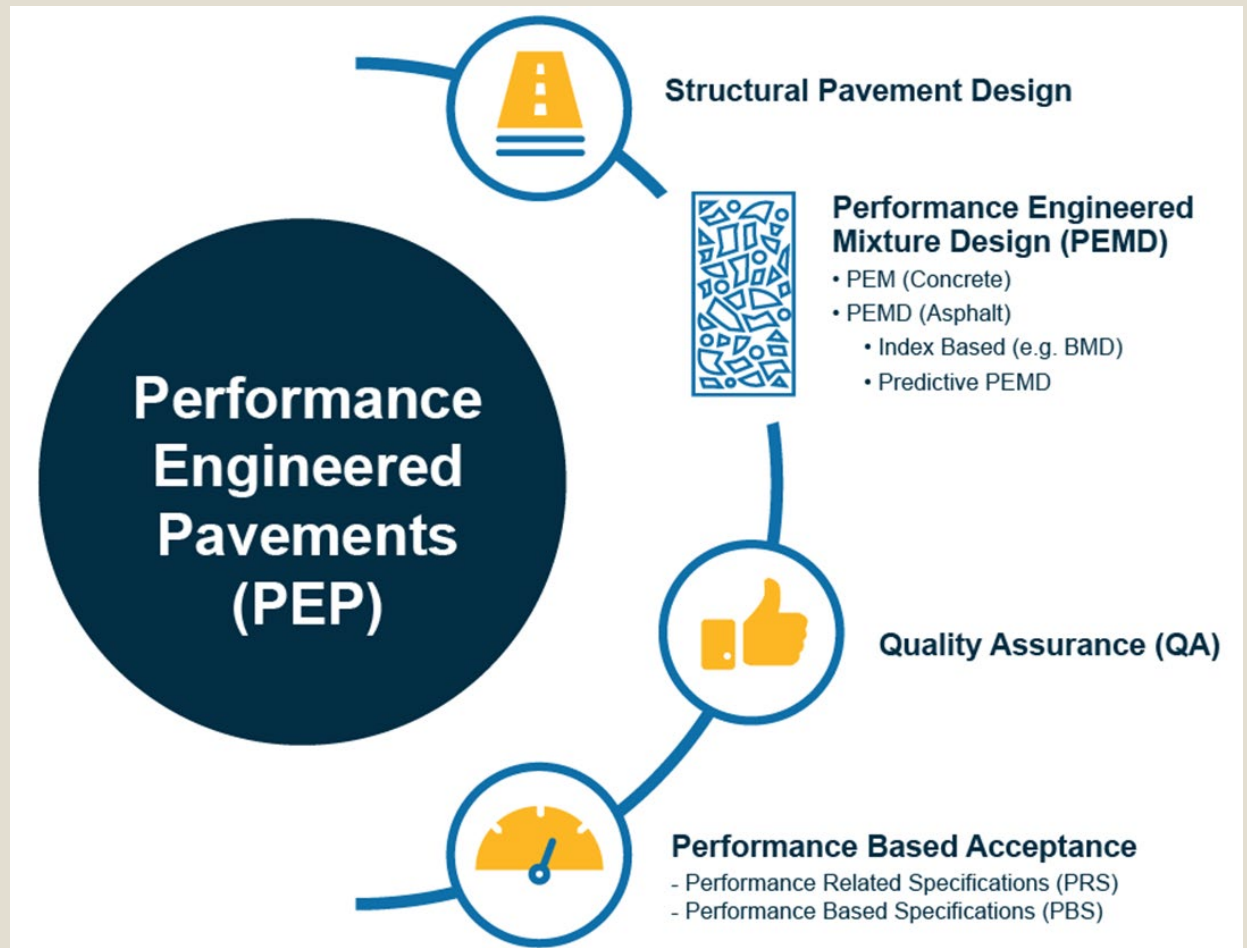 Performance
Engineered
Pavements
(PEP)
Structural Pavement Design
Performance Engineered
Mixture Design (PEMD)
• PEM (Concrete)
• PEMD (Asphalt)
• Index Based (e.g. BMD)
• Predictive PEMD
Quality Assurance (QA)
Performance Based Acceptance
- Performance Related Specifications (PRS)
- Performance Based Specifications (PBS)